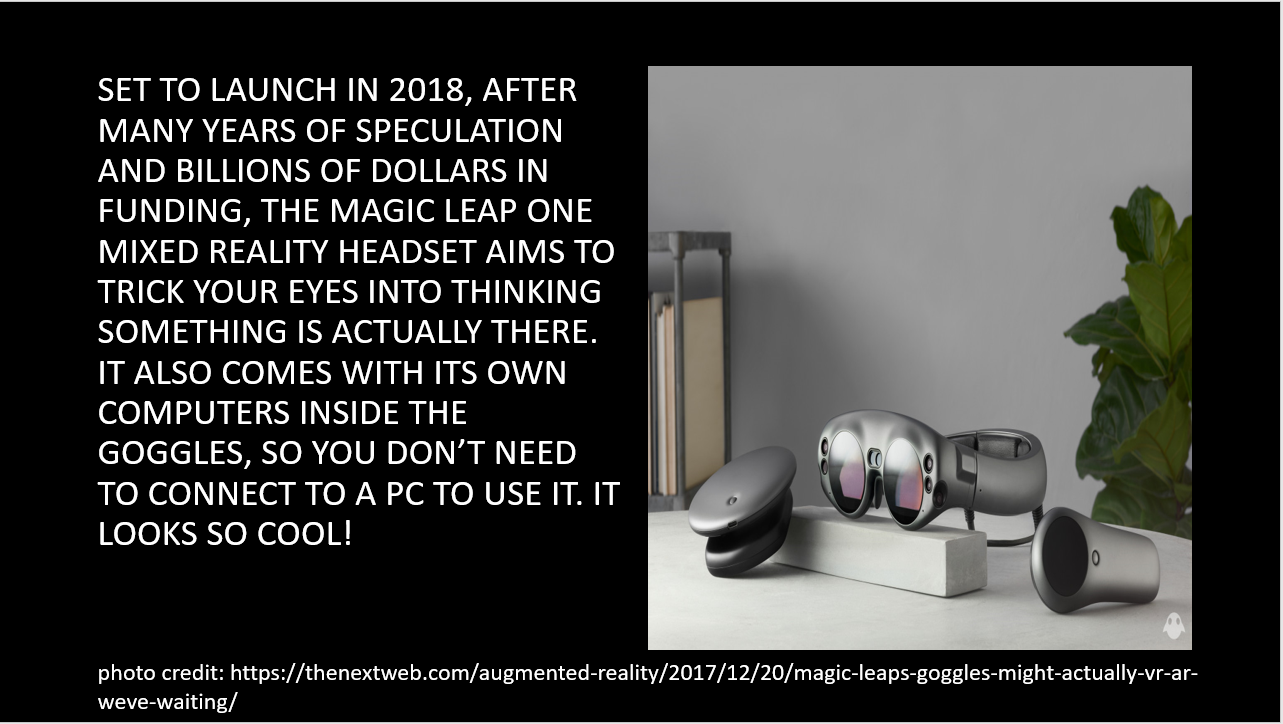 SET TO LAUNCH IN 2018, AFTER
MANY YEARS OF SPECULATION
AND BILLIONS OF DOLLARS IN
FUNDING, THE MAGIC LEAP ONE
MIXED REALITY HEADSET AIMS TO
TRICK YOUR EYES INTO THINKING
SOMETHING IS ACTUALLY THERE.
IT ALSO COMES WITH ITS OWN
COMPUTERS INSIDE THE
GOGGLES, SO YOU DON’T NEED
TO CONNECT TO A PC TO USE IT. IT
LOOKS SO COOL!
photo credit: https://thenextweb.com/augmented-reality/2017/12/20/magic-leaps-goggles-might-actually-vr-ar-
weve-waiting/